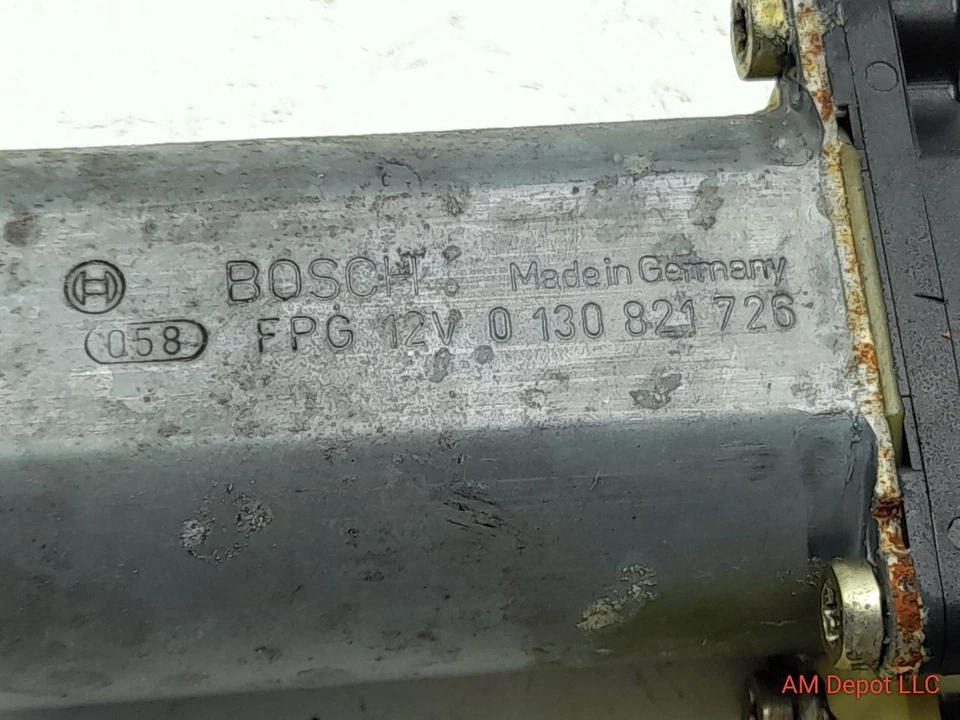 BOSCH Made in Germany
058 FPG 12V 0 130 821 726
AM Depot LLC